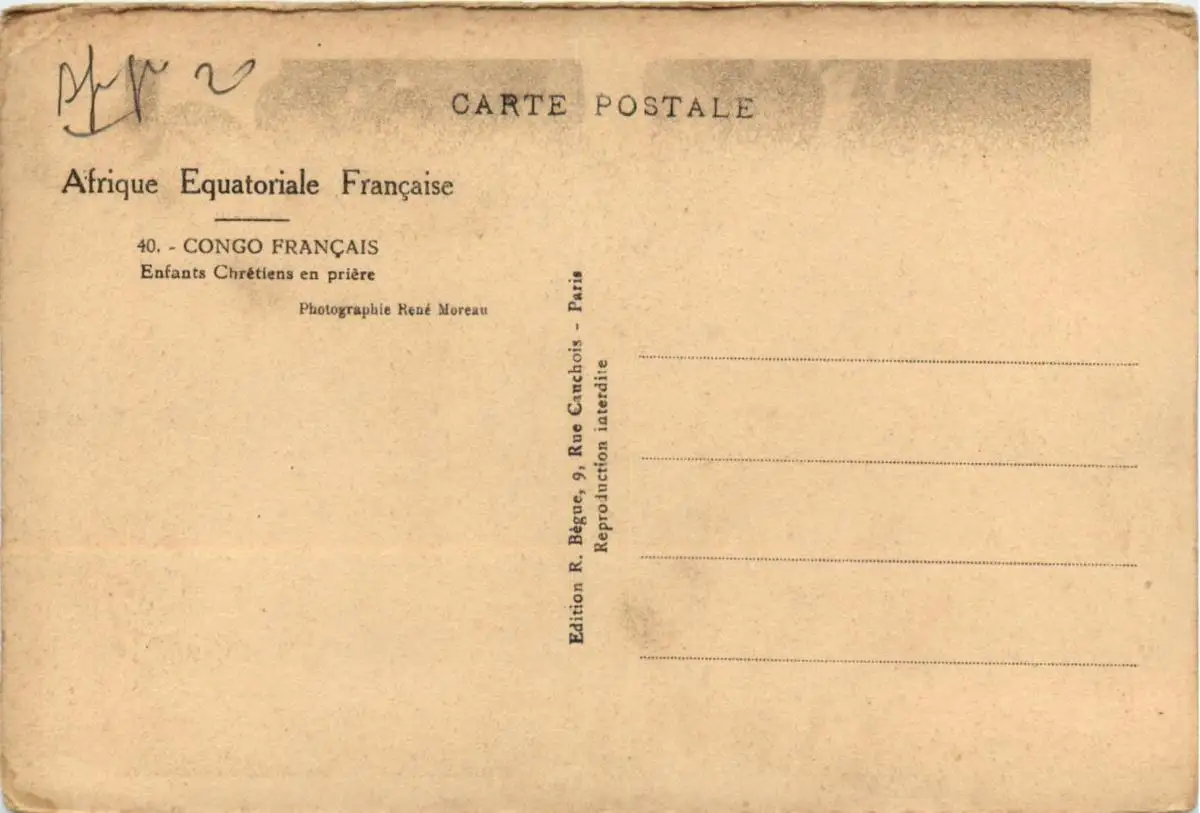 CARTE POSTALE
Afrique Equatoriale Française
40. - CONGO FRANÇAIS
Enfants Chrétiens en prière
Photographie René Moreau
Edition R. Bègue, 9, Rue Cauchois - Paris
Reproduction interdite